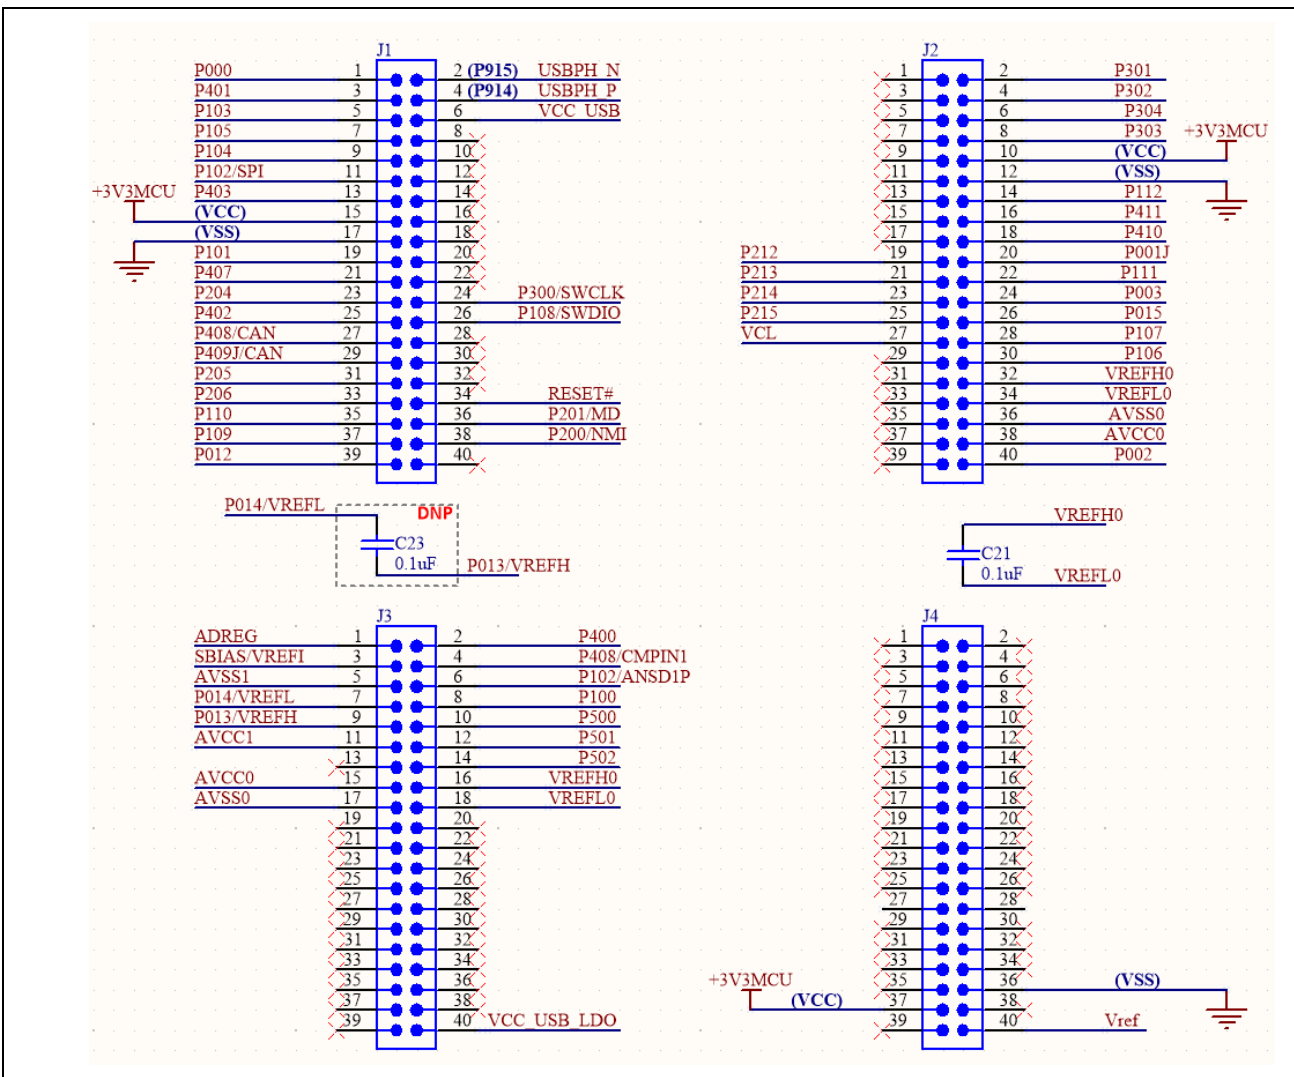 J1
P000 1 2 (P915) USBPH_N
P401 3 4 (P914) USBPH_P
P103 5 6 VCC_USB
P105 7 8
P104 9 10
P102/SPI 11 12
+3V3MCU P403 13 14
(VCC) 15 16
(VSS) 17 18
P101 19 20
P407 21 22
P204 23 24 P300/SWCLK
P402 25 26 P108/SWDIO
P408/CAN 27 28
P409J/CAN 29 30
P205 31 32
P206 33 34 RESET#
P110 35 36 P201/MD
P109 37 38 P200/NMI
P012 39 40
J2
1 2 P301
3 4 P302
5 6 P304
7 8 P303 +3V3MCU
9 10 (VCC)
11 12 (VSS)
13 14 P112
15 16 P411
17 18 P410
P212 19 20 P001J
P213 21 22 P111
P214 23 24 P003
P215 25 26 P015
VCL 27 28 P107
29 30 P106
31 32 VREFH0
33 34 VREFL0
35 36 AVSS0
37 38 AVCC0
39 40 P002
P014/VREFL DNP
C23
0.1uF P013/VREFH
VREFH0
C21
0.1uF VREFL0
J3
ADREG 1 2 P400
SBIAS/VREFI 3 4 P408/CMPIN1
AVSS1 5 6 P102/ANSD1P
P014/VREFL 7 8 P100
P013/VREFH 9 10 P500
AVCC1 11 12 P501
13 14 P502
AVCC0 15 16 VREFH0
AVSS0 17 18 VREFL0
19 20
21 22
23 24
25 26
27 28
29 30
31 32
33 34
35 36
37 38
39 40 VCC_USB_LDO
J4
1 2
3 4
5 6
7 8
9 10
11 12
13 14
15 16
17 18
19 20
21 22
23 24
25 26
27 28
29 30
31 32
33 34
+3V3MCU 35 36 (VSS)
(VCC) 37 38
39 40 Vref